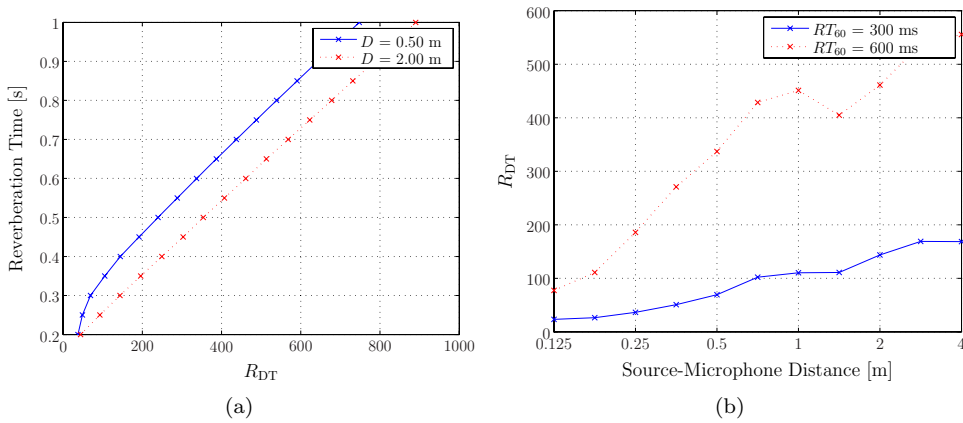 1
0.9
0.8
0.7
0.6
0.5
0.4
0.3
0.2
Reverberation Time [s]
0 200 400 600 800 1000
R_DT
D = 0.50 m
D = 2.00 m
(a)
600
500
400
300
200
100
0
R_DT
0.125 0.25 0.5 1 2 4
Source-Microphone Distance [m]
RT_60 = 300 ms
RT_60 = 600 ms
(b)